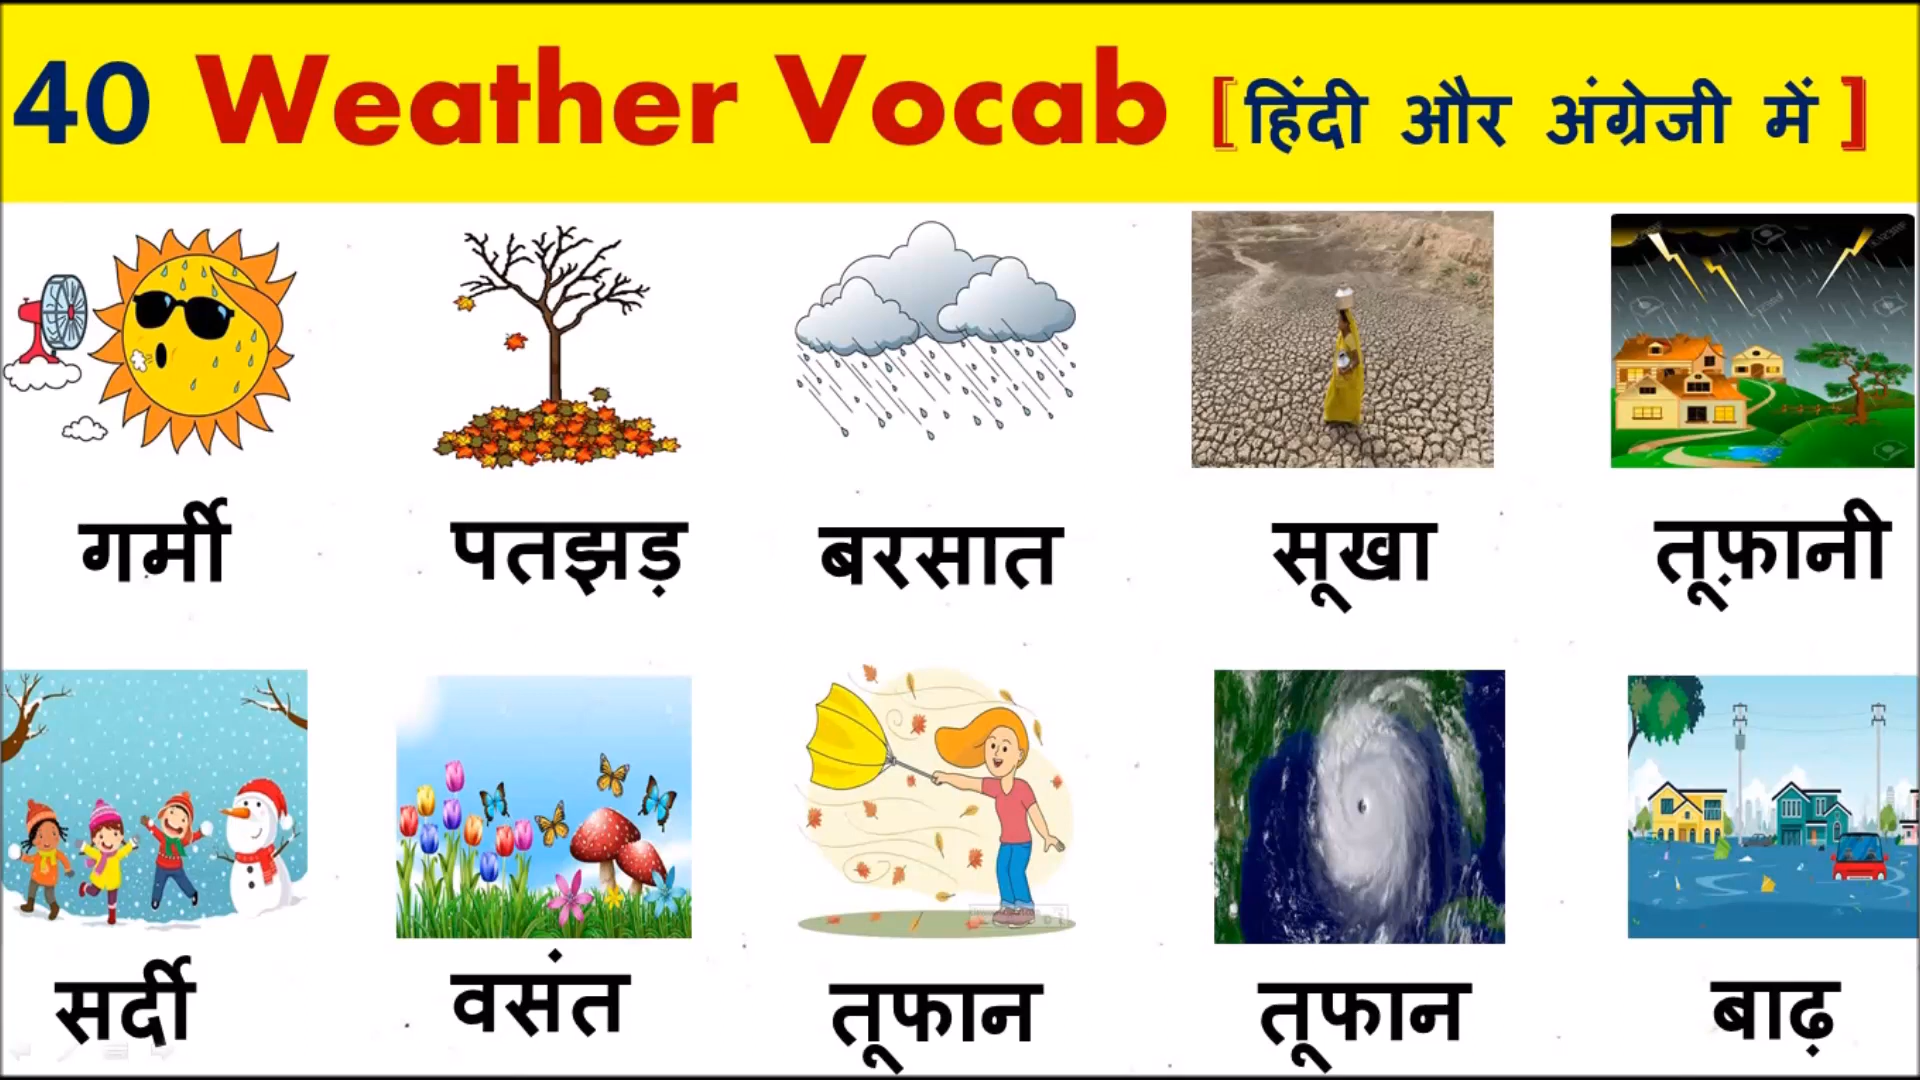 40 Weather Vocab [हिंदी और अंग्रेजी में ]
गर्मी पतझड़ बरसात सूखा तूफ़ानी
सर्दी वसंत तूफान तूफान बाढ़